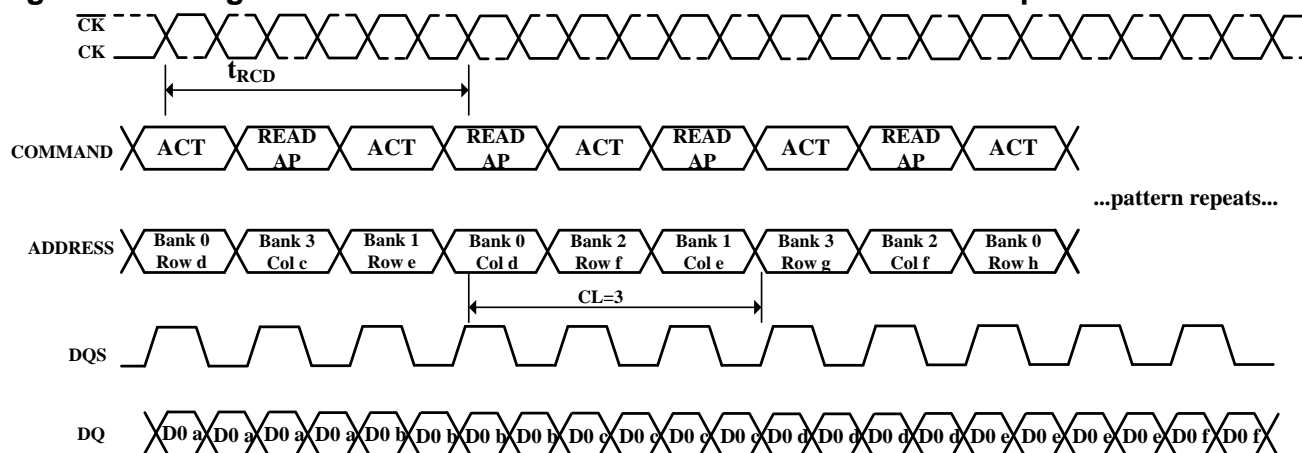 CK
CK
tRCD
COMMAND
ACT
READ
AP
ACT
READ
AP
ACT
READ
AP
ACT
READ
AP
ACT
...pattern repeats...
ADDRESS
Bank 0
Row d
Bank 3
Col c
Bank 1
Row e
Bank 0
Col d
Bank 2
Row f
Bank 1
Col e
Bank 3
Row g
Bank 2
Col f
Bank 0
Row h
CL=3
DQS
DQ
D0 a D0 a D0 a D0 a D0 b D0 b D0 b D0 b D0 c D0 c D0 c D0 c D0 d D0 d D0 d D0 d D0 e D0 e D0 e D0 e D0 f D0 f